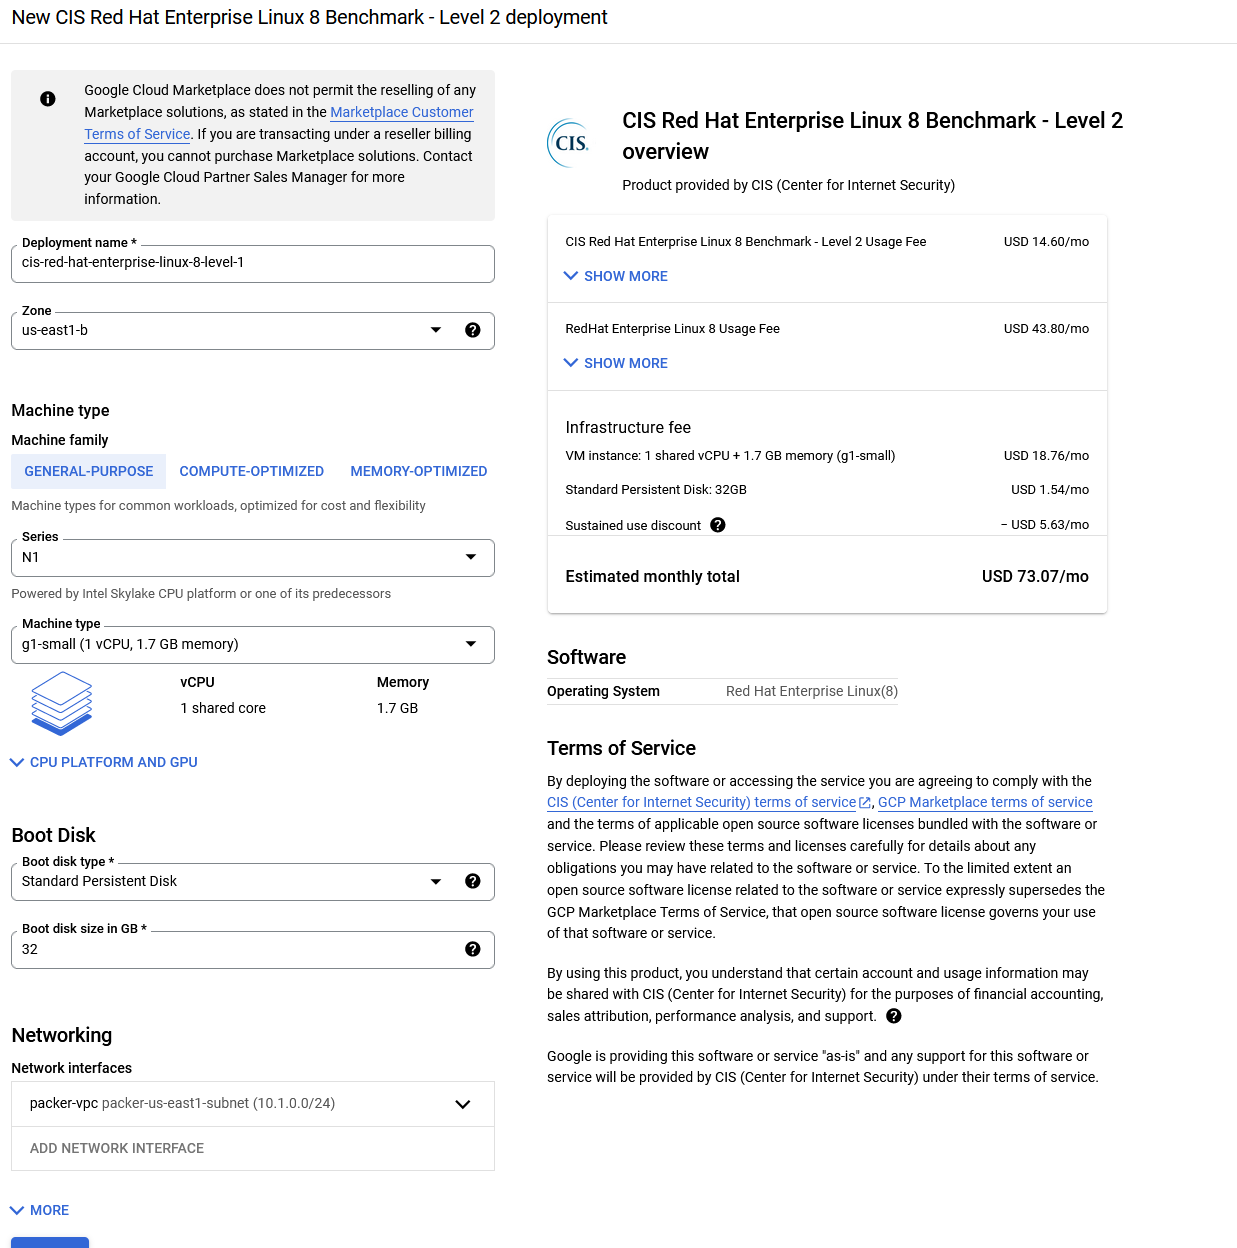 New CIS Red Hat Enterprise Linux 8 Benchmark - Level 2 deployment
Google Cloud Marketplace does not permit the reselling of any
Marketplace solutions, as stated in the Marketplace Customer
Terms of Service. If you are transacting under a reseller billing
account, you cannot purchase Marketplace solutions. Contact
your Google Cloud Partner Sales Manager for more
information.
Deployment name *
cis-red-hat-enterprise-linux-8-level-1
Zone
us-east1-b
Machine type
Machine family
GENERAL-PURPOSE COMPUTE-OPTIMIZED MEMORY-OPTIMIZED
Machine types for common workloads, optimized for cost and flexibility
Series
N1
Powered by Intel Skylake CPU platform or one of its predecessors
Machine type
g1-small (1 vCPU, 1.7 GB memory)
vCPU Memory
1 shared core 1.7 GB
CPU PLATFORM AND GPU
Boot Disk
Boot disk type *
Standard Persistent Disk
Boot disk size in GB *
32
Networking
Network interfaces
packer-vpc packer-us-east1-subnet (10.1.0.0/24)
ADD NETWORK INTERFACE
MORE
CIS.
CIS Red Hat Enterprise Linux 8 Benchmark - Level 2
overview
Product provided by CIS (Center for Internet Security)
CIS Red Hat Enterprise Linux 8 Benchmark - Level 2 Usage Fee USD 14.60/mo
SHOW MORE
RedHat Enterprise Linux 8 Usage Fee USD 43.80/mo
SHOW MORE
Infrastructure fee
VM instance: 1 shared vCPU + 1.7 GB memory (g1-small) USD 18.76/mo
Standard Persistent Disk: 32GB USD 1.54/mo
Sustained use discount − USD 5.63/mo
Estimated monthly total USD 73.07/mo
Software
Operating System Red Hat Enterprise Linux(8)
Terms of Service
By deploying the software or accessing the service you are agreeing to comply with the
CIS (Center for Internet Security) terms of service, GCP Marketplace terms of service
and the terms of applicable open source software licenses bundled with the software or
service. Please review these terms and licenses carefully for details about any
obligations you may have related to the software or service. To the limited extent an
open source software license related to the software or service expressly supersedes the
GCP Marketplace Terms of Service, that open source software license governs your use
of that software or service.
By using this product, you understand that certain account and usage information may
be shared with CIS (Center for Internet Security) for the purposes of financial accounting,
sales attribution, performance analysis, and support.
Google is providing this software or service "as-is" and any support for this software or
service will be provided by CIS (Center for Internet Security) under their terms of service.